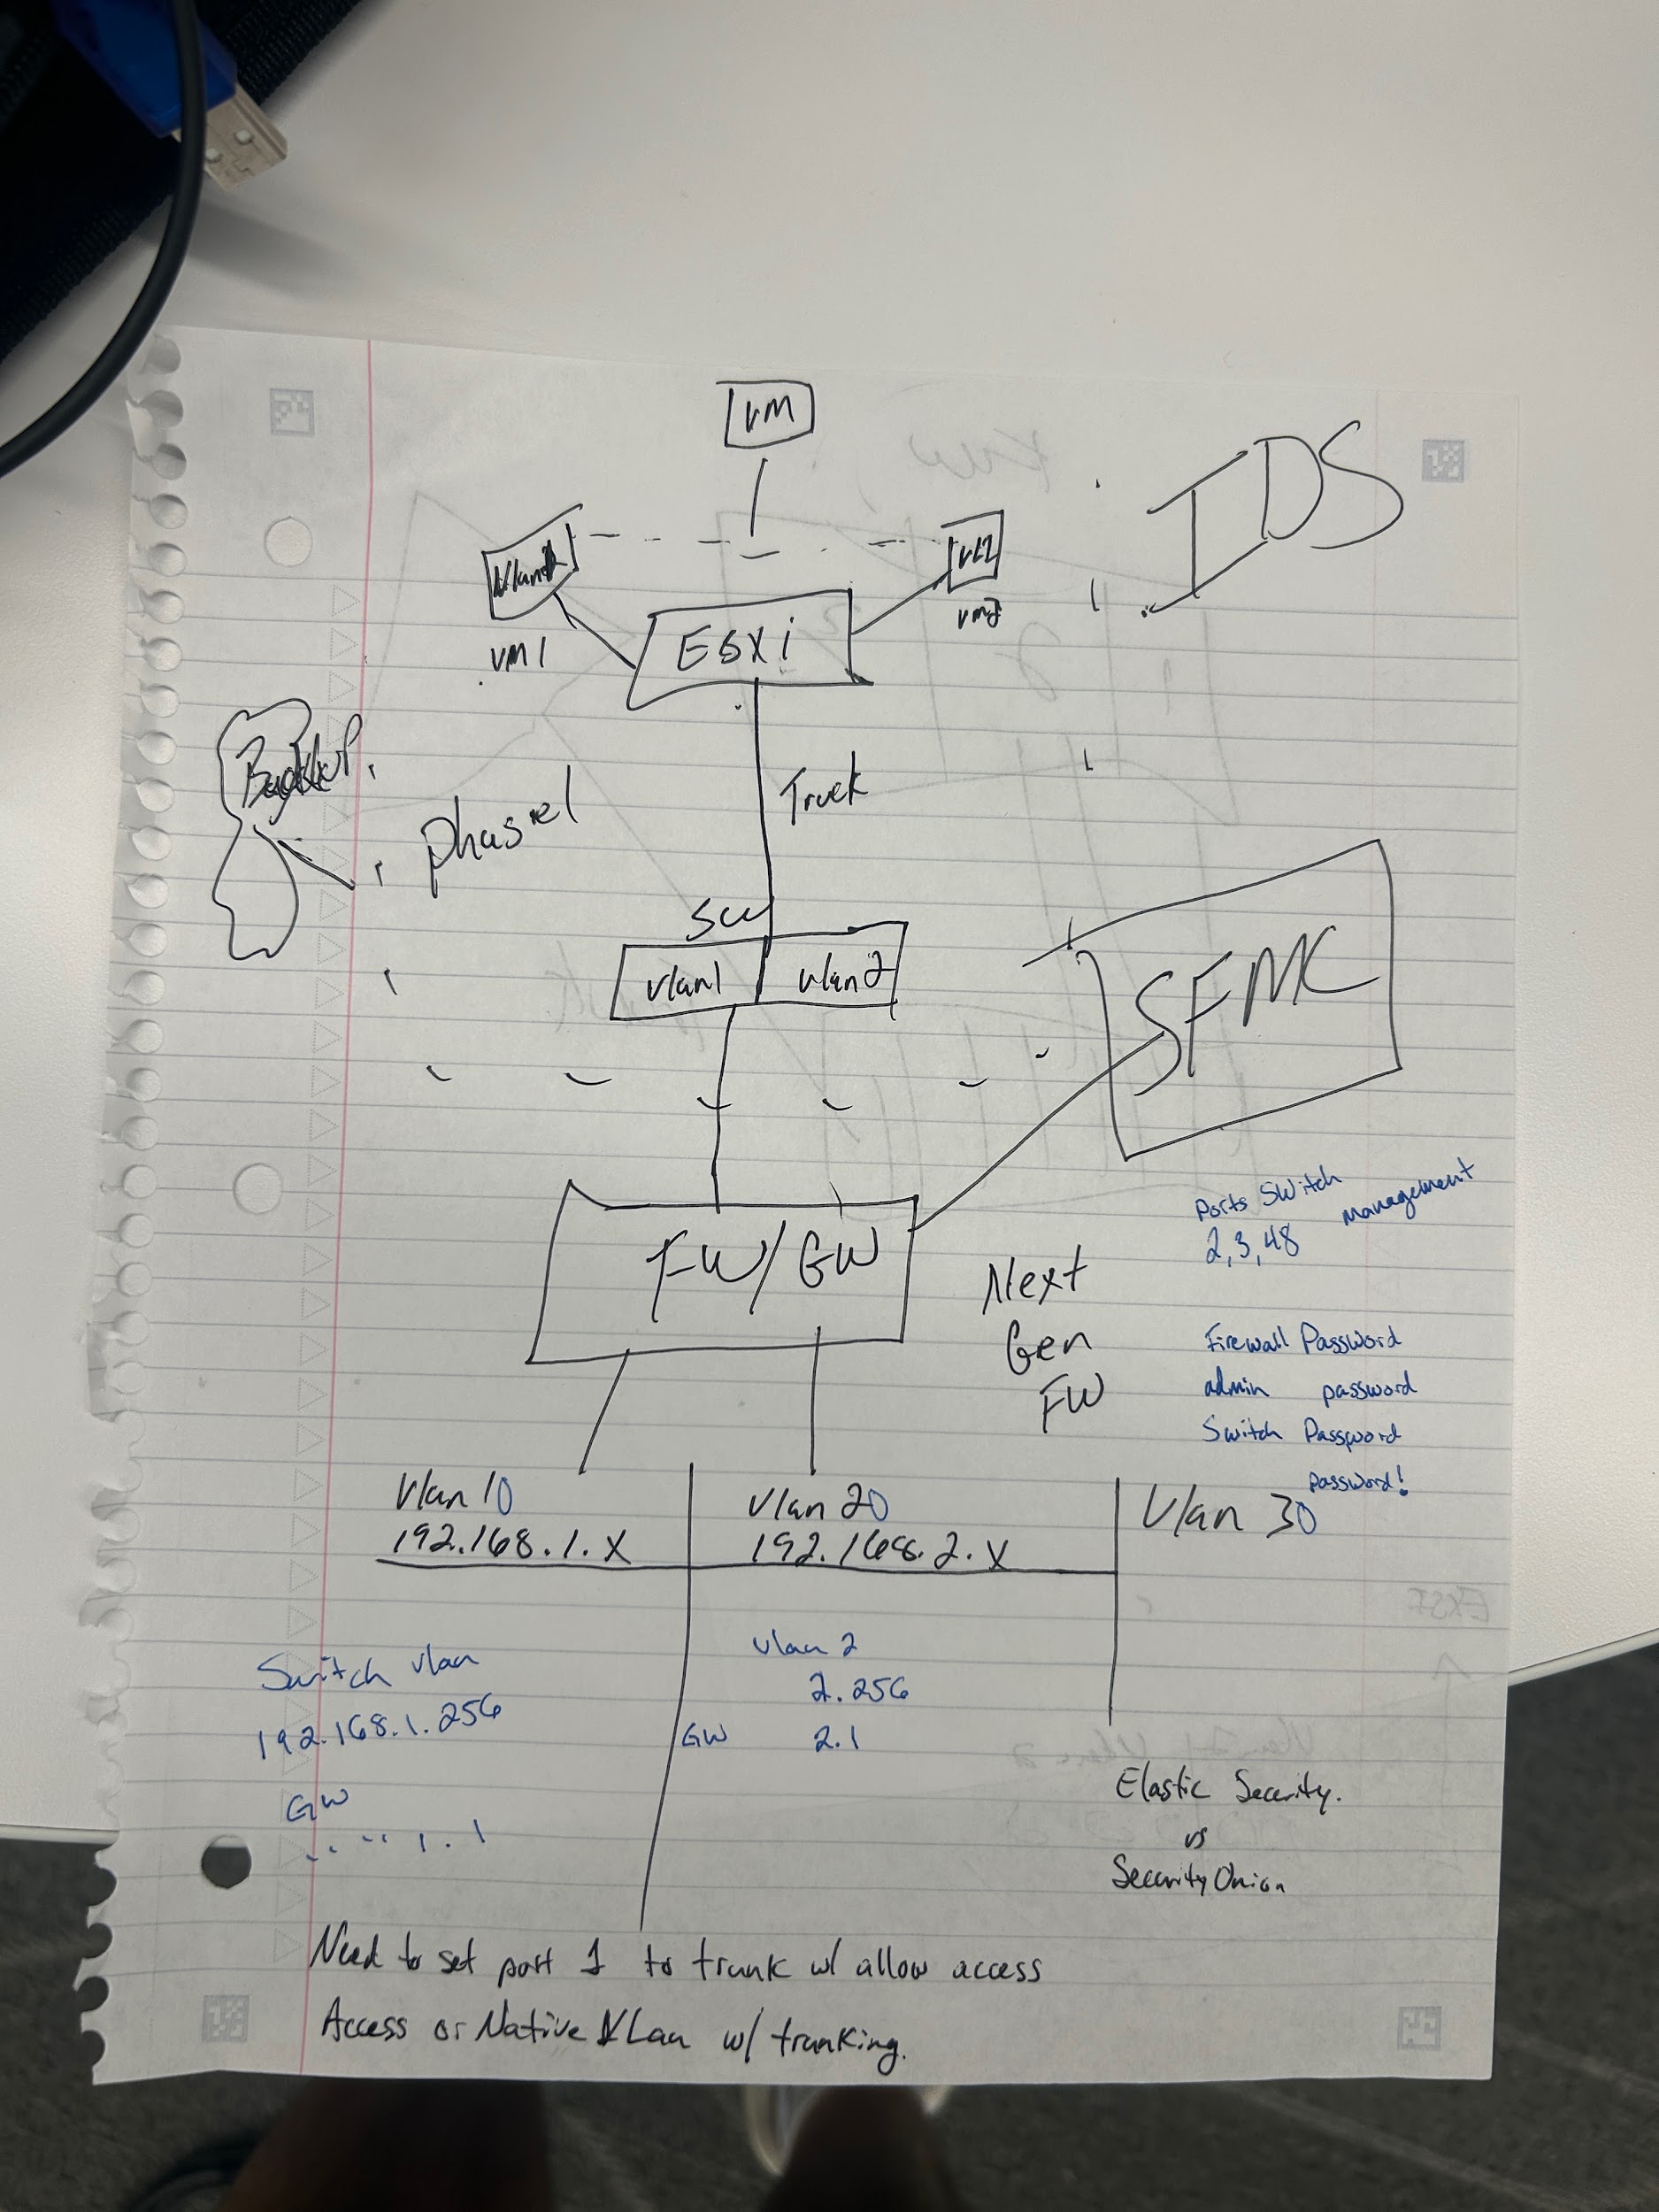 VM
IDS
Vlan
VL2
VM1
VM2
ESXi
Backup
Phase 1
Trunk
SW
Vlan1
Vlan2
SFMC
Ports Switch Management
2,3,48
FW/GW
Next
Gen
FW
Firewall Password
admin password
Switch Password
password!
Vlan 10
192.168.1.X
Vlan 20
192.168.2.X
Vlan 30
Switch vlan
192.168.1.256
GW
" " 1.1
Vlan 2
2.256
GW 2.1
Elastic Security.
vs
Security Onion
Need to set port 1 to trunk w/ allow access
Access or Native VLan w/ trunking.